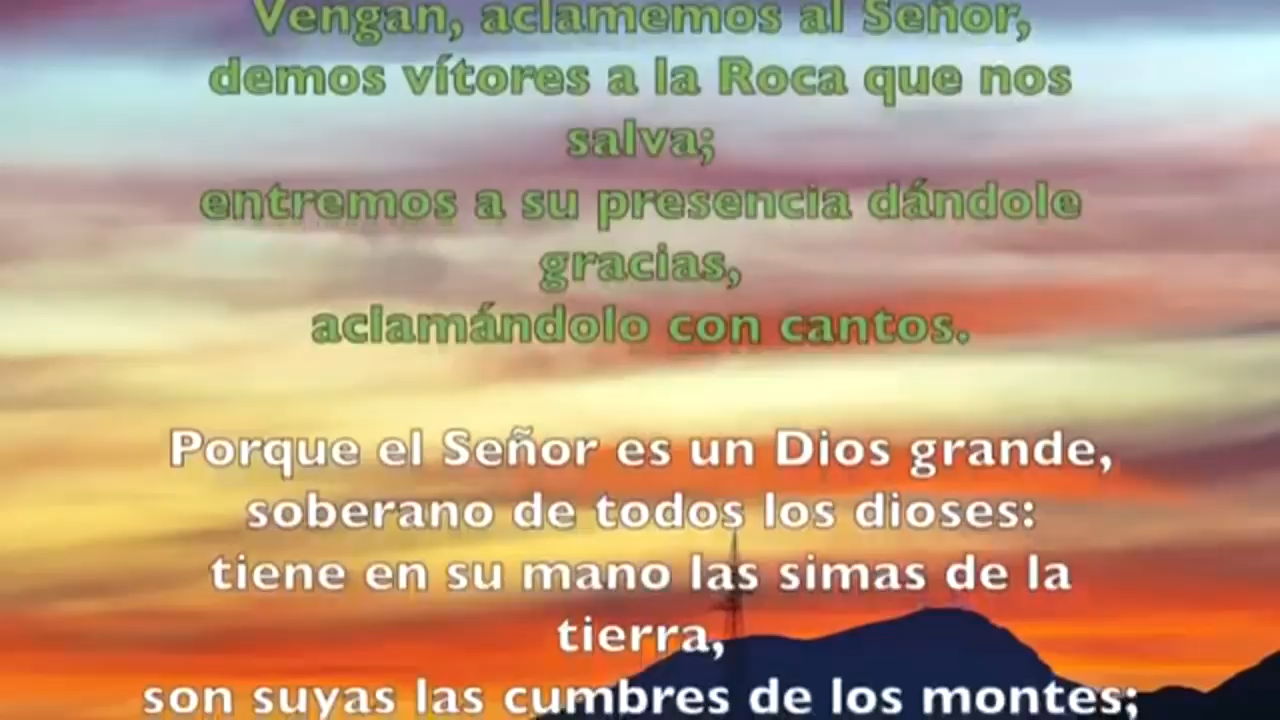 Vengan, aclamemos al Señor,
demos vítores a la Roca que nos
salva;
entremos a su presencia dándole
gracias,
aclamándolo con cantos.
Porque el Señor es un Dios grande,
soberano de todos los dioses:
tiene en su mano las simas de la
tierra,
son suyas las cumbres de los montes;